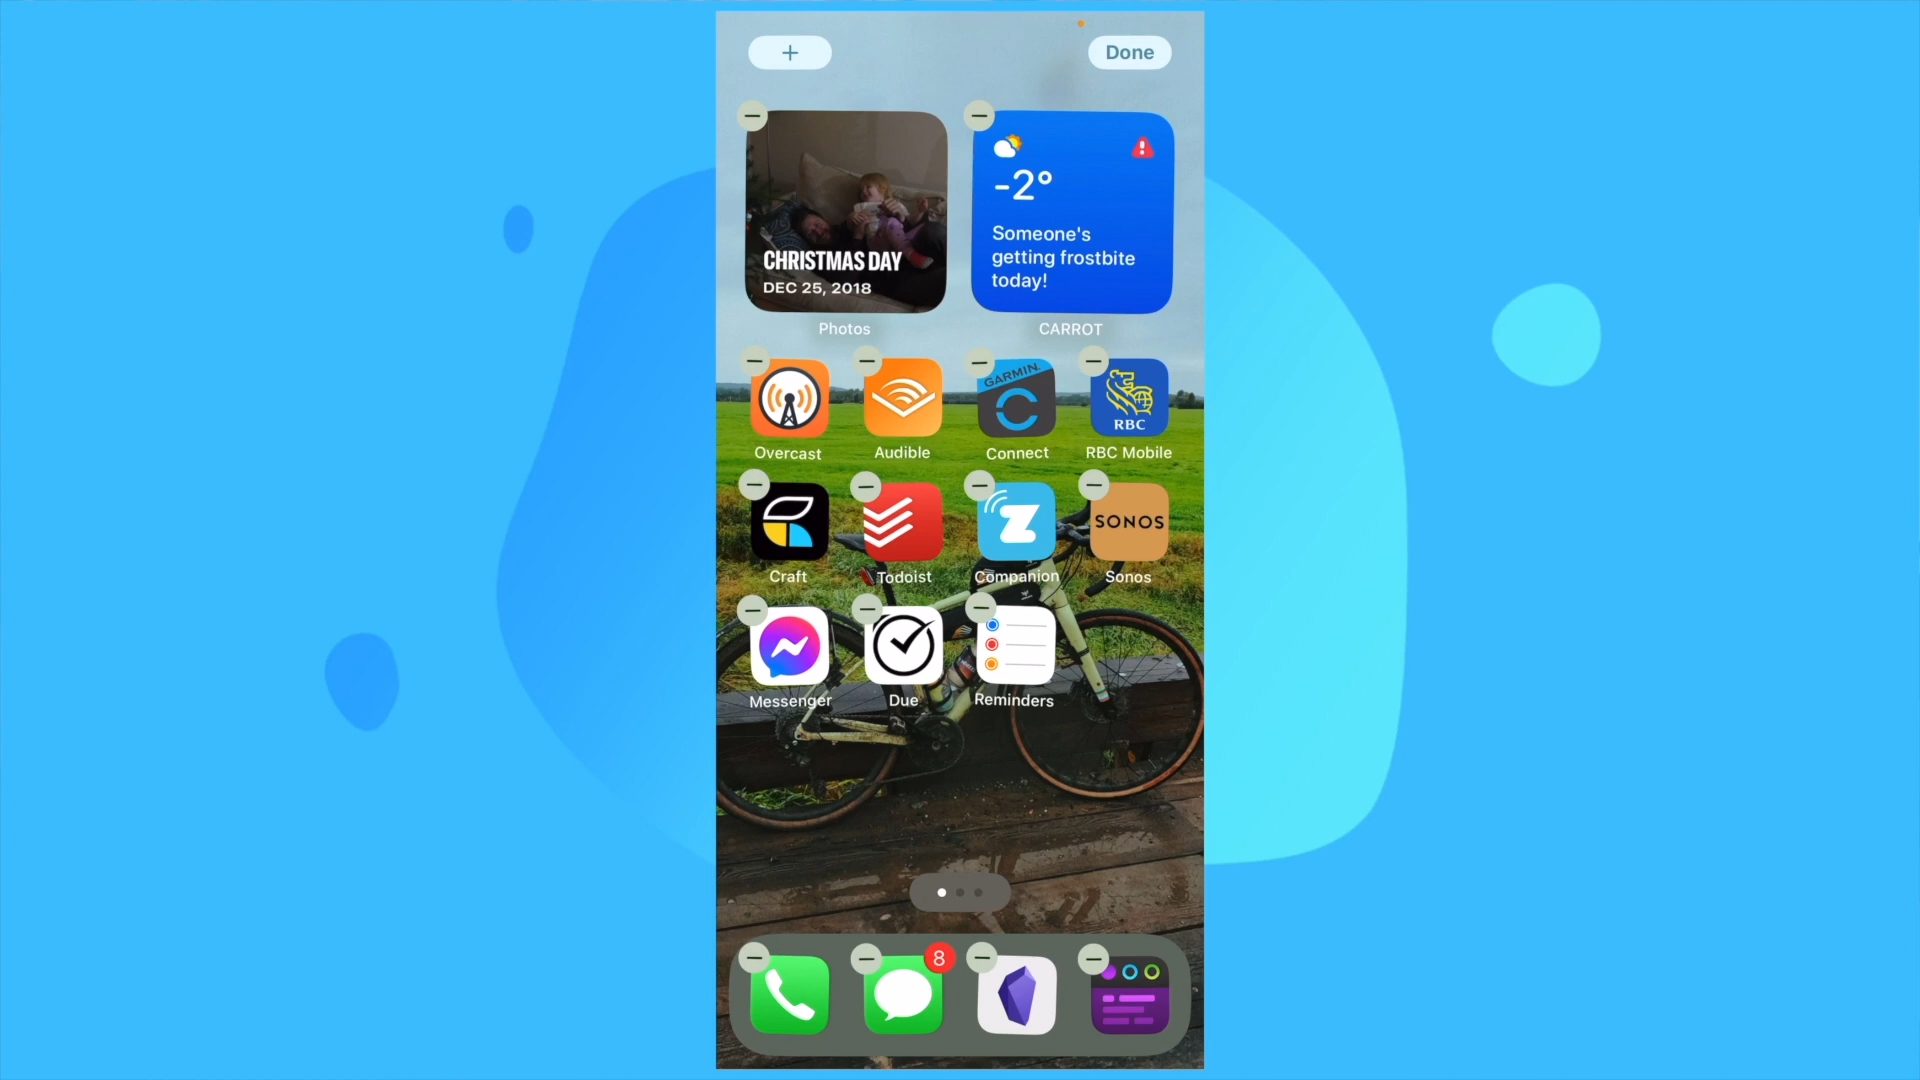 +
Done
-2°
Someone's
getting frostbite
today!
CHRISTMAS DAY
DEC 25, 2018
Photos
CARROT
GARMIN.
RBC
Overcast
Audible
Connect
RBC Mobile
SONOS
Craft
Todoist
Companion
Sonos
Messenger
Due
Reminders
8